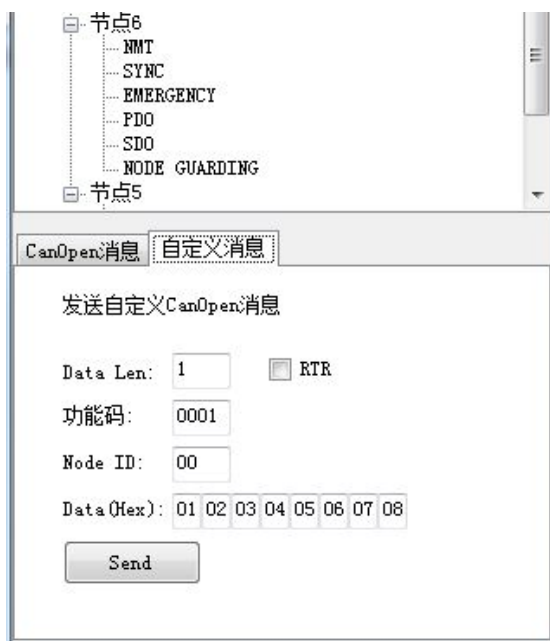 节点6
NMT
SYNC
EMERGENCY
PDO
SDO
NODE GUARDING
节点5
CanOpen消息 自定义消息
发送自定义CanOpen消息
Data Len: 1 RTR
功能码: 0001
Node ID: 00
Data(Hex): 01 02 03 04 05 06 07 08
Send